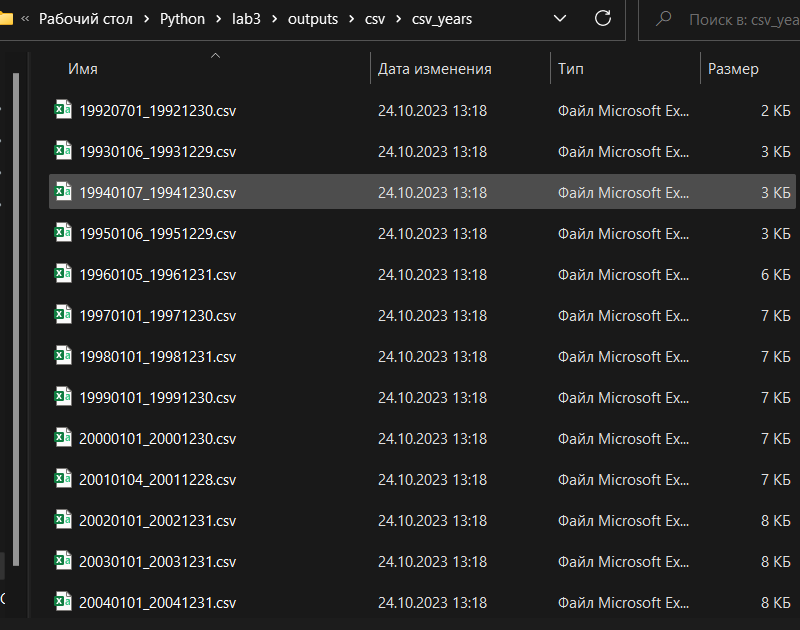 « Рабочий стол > Python > lab3 > outputs > csv > csv_years
Поиск в: csv_yea
Имя Дата изменения Тип Размер
19920701_19921230.csv 24.10.2023 13:18 Файл Microsoft Ex... 2 КБ
19930106_19931229.csv 24.10.2023 13:18 Файл Microsoft Ex... 3 КБ
19940107_19941230.csv 24.10.2023 13:18 Файл Microsoft Ex... 3 КБ
19950106_19951229.csv 24.10.2023 13:18 Файл Microsoft Ex... 3 КБ
19960105_19961231.csv 24.10.2023 13:18 Файл Microsoft Ex... 6 КБ
19970101_19971230.csv 24.10.2023 13:18 Файл Microsoft Ex... 7 КБ
19980101_19981231.csv 24.10.2023 13:18 Файл Microsoft Ex... 7 КБ
19990101_19991230.csv 24.10.2023 13:18 Файл Microsoft Ex... 7 КБ
20000101_20001230.csv 24.10.2023 13:18 Файл Microsoft Ex... 7 КБ
20010104_20011228.csv 24.10.2023 13:18 Файл Microsoft Ex... 7 КБ
20020101_20021231.csv 24.10.2023 13:18 Файл Microsoft Ex... 8 КБ
20030101_20031231.csv 24.10.2023 13:18 Файл Microsoft Ex... 8 КБ
20040101_20041231.csv 24.10.2023 13:18 Файл Microsoft Ex... 8 КБ